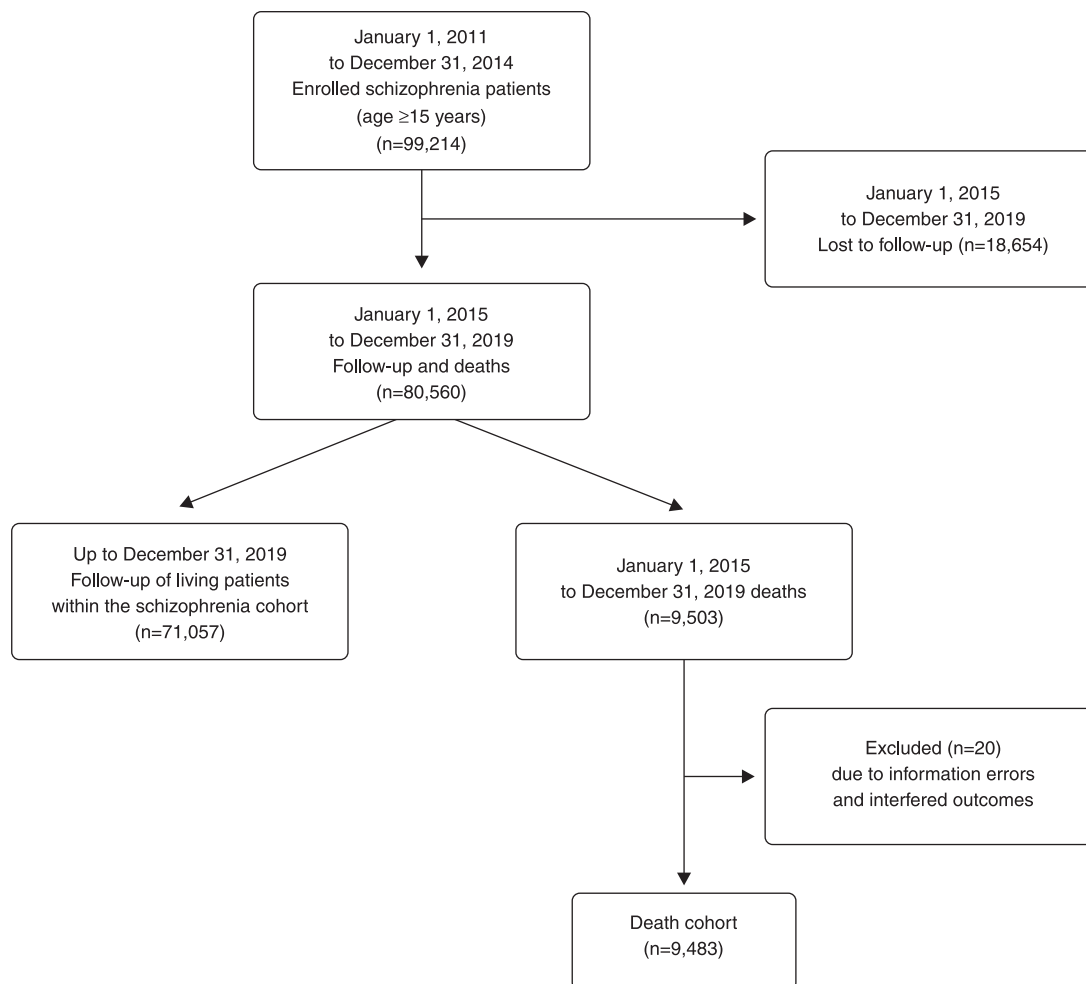 January 1, 2011
to December 31, 2014
Enrolled schizophrenia patients
(age ≥15 years)
(n=99,214)
January 1, 2015
to December 31, 2019
Lost to follow-up (n=18,654)
January 1, 2015
to December 31, 2019
Follow-up and deaths
(n=80,560)
Up to December 31, 2019
Follow-up of living patients
within the schizophrenia cohort
(n=71,057)
January 1, 2015
to December 31, 2019 deaths
(n=9,503)
Excluded (n=20)
due to information errors
and interfered outcomes
Death cohort
(n=9,483)